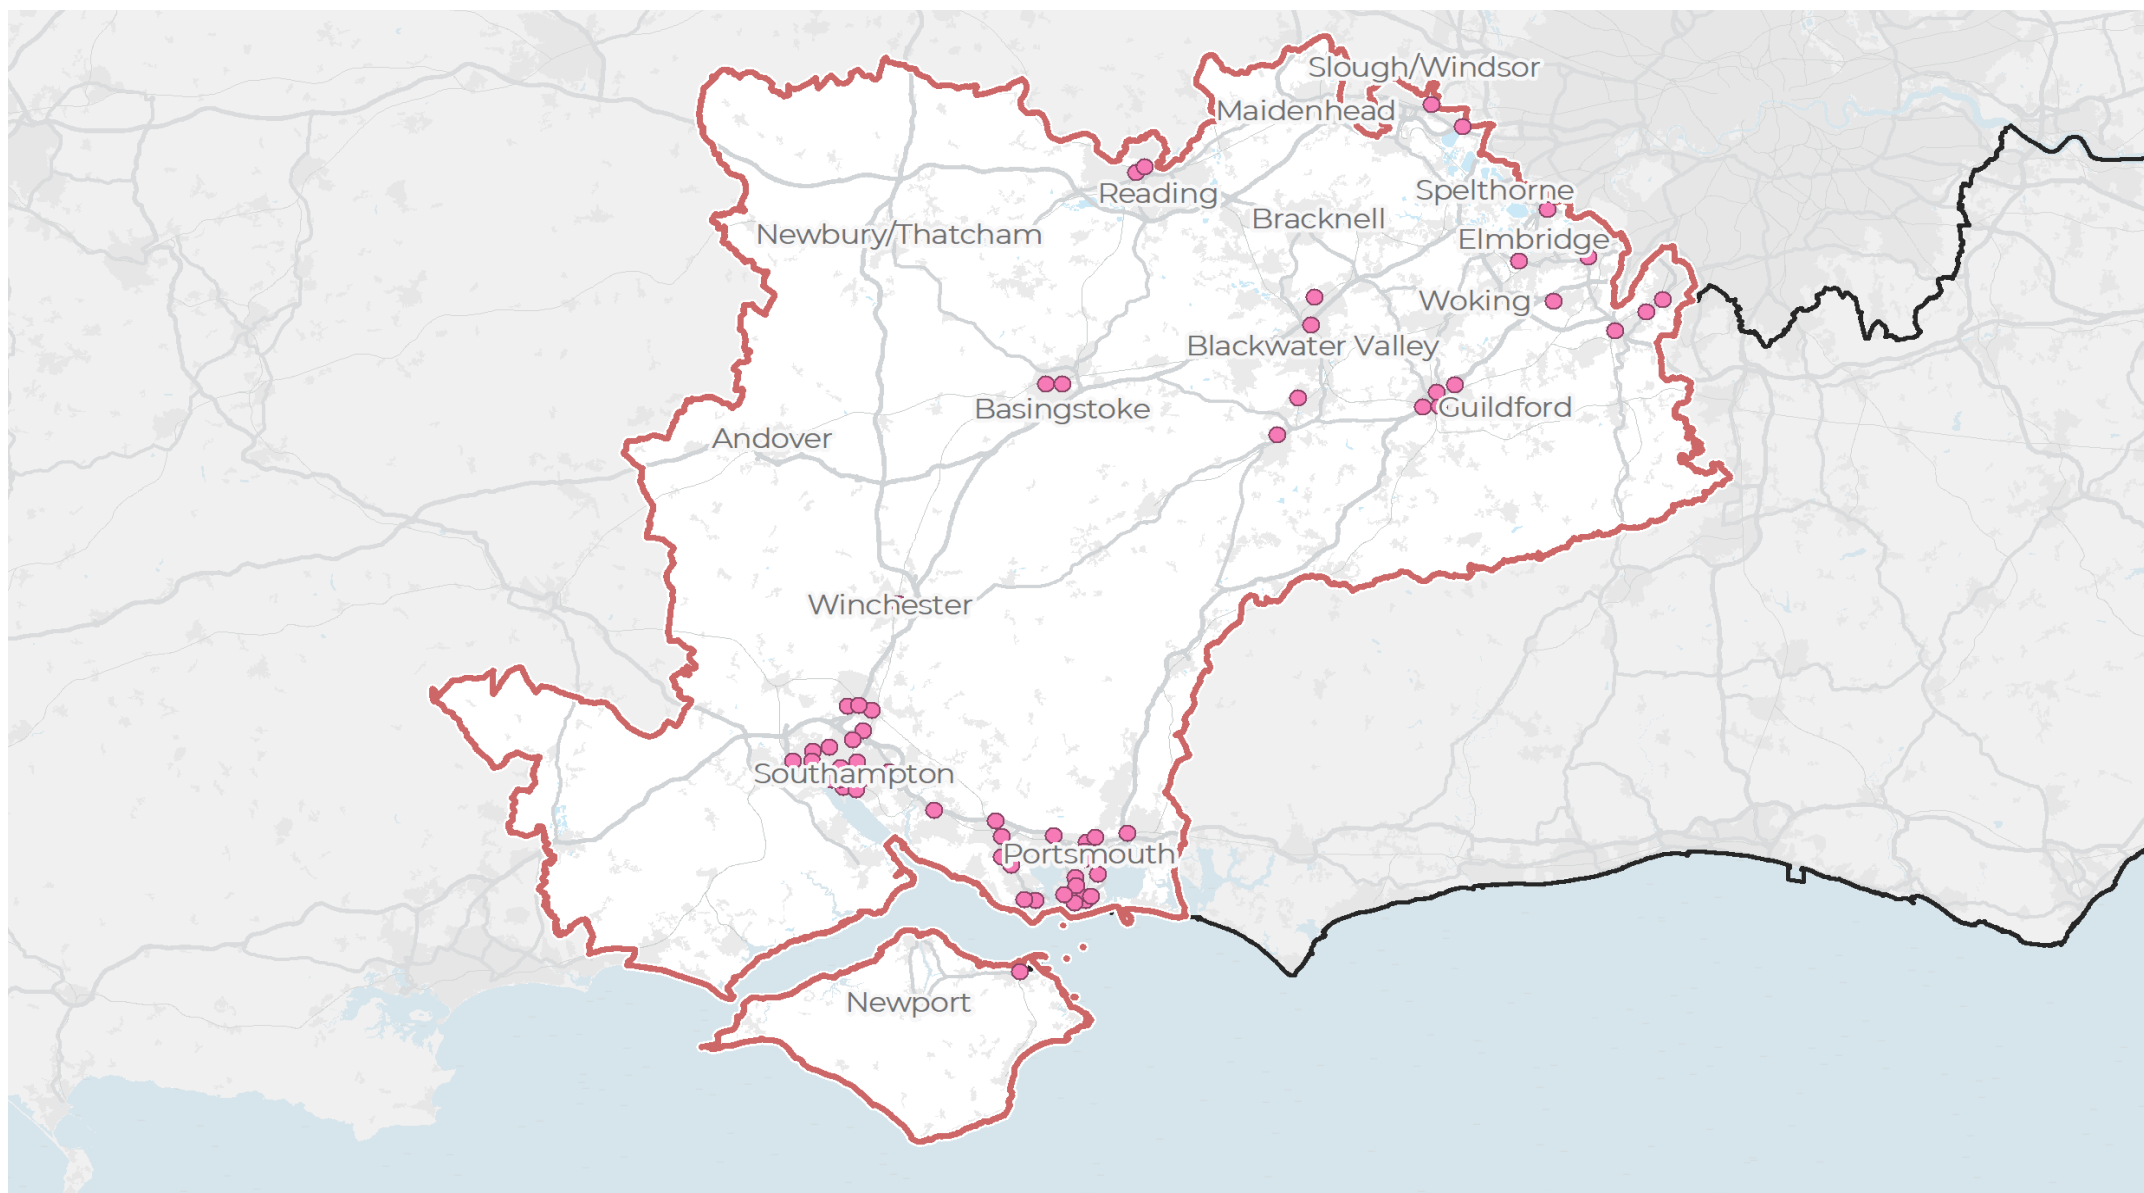 Slough/Windsor
Maidenhead
Reading
Spelthorne
Bracknell
Newbury/Thatcham
Elmbridge
Woking
Blackwater Valley
Basingstoke
Guildford
Andover
Winchester
Southampton
Portsmouth
Newport